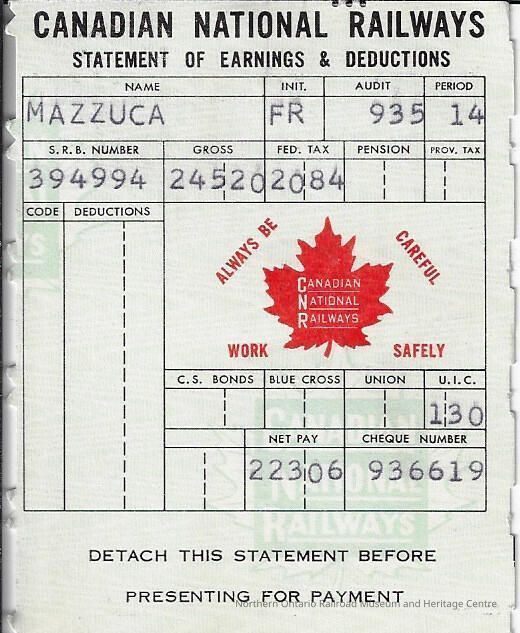 CANADIAN NATIONAL RAILWAYS
STATEMENT OF EARNINGS & DEDUCTIONS
NAME INIT. AUDIT PERIOD
MAZZUCA FR 935 14
S. R. B. NUMBER GROSS FED. TAX PENSION PROV. TAX
394994 24520 2084
CODE DEDUCTIONS
ALWAYS BE CAREFUL
CANADIAN
NATIONAL
RAILWAYS
WORK SAFELY
C.S. BONDS BLUE CROSS UNION U.I.C.
130
NET PAY CHEQUE NUMBER
22306 936619
CANADIAN
NATIONAL
RAILWAYS
DETACH THIS STATEMENT BEFORE
PRESENTING FOR PAYMENT
Northern Ontario Railroad Museum and Heritage Centre